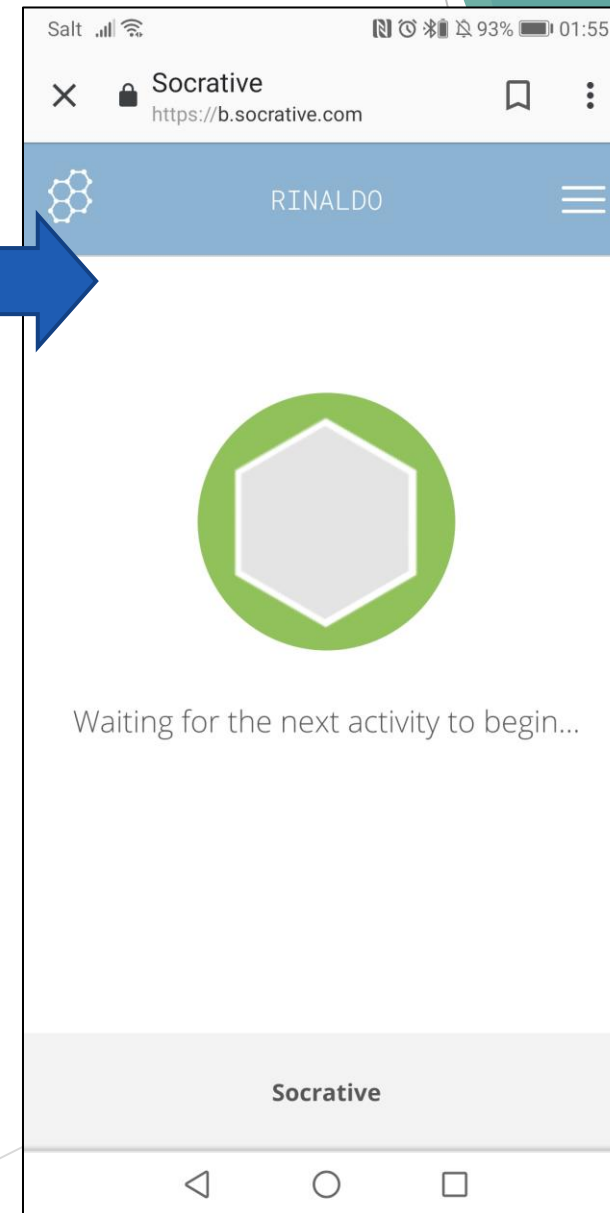 Salt 93% 01:55
Socrative
https://b.socrative.com
RINALDO
Waiting for the next activity to begin...
Socrative